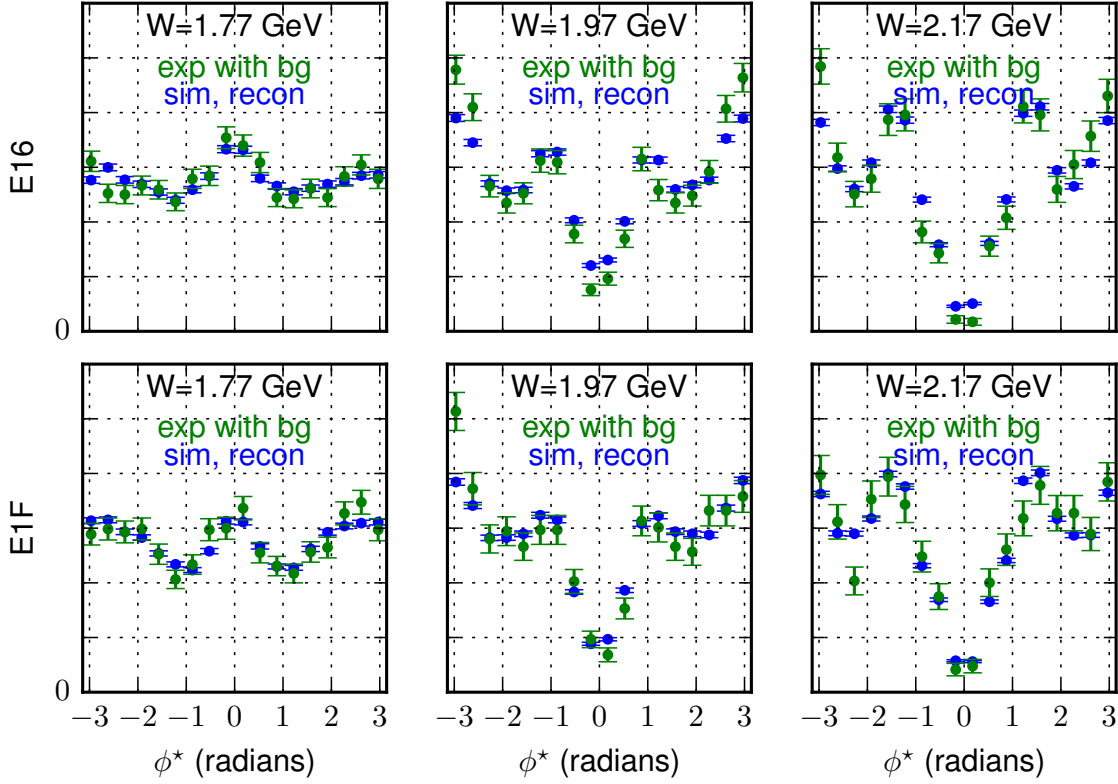 W=1.77 GeV
exp with bg
sim, recon
W=1.97 GeV
exp with bg
sim, recon
W=2.17 GeV
exp with bg
sim, recon
E16
0
W=1.77 GeV
exp with bg
sim, recon
W=1.97 GeV
exp with bg
sim, recon
W=2.17 GeV
exp with bg
sim, recon
E1F
0
−3 −2 −1 0 1 2 3
−3 −2 −1 0 1 2 3
−3 −2 −1 0 1 2 3
ϕ⋆ (radians)
ϕ⋆ (radians)
ϕ⋆ (radians)